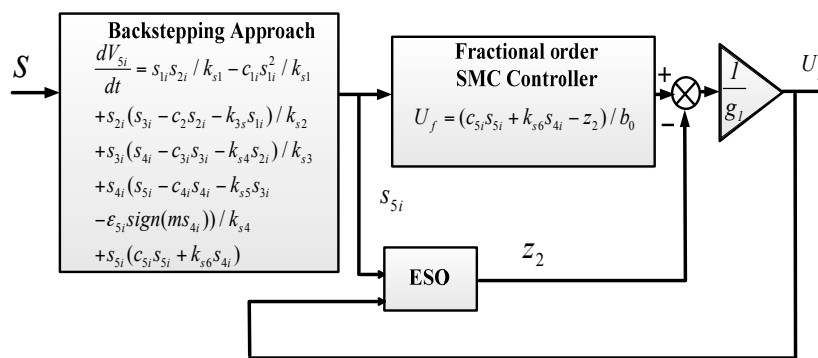 Backstepping Approach
S
dV_{5i}/dt = s_{1i}s_{2i} / k_{s1} − c_{1i}s_{1i}^2 / k_{s1}
+s_{2i}(s_{3i} − c_2s_{2i} − k_{3s}s_{1i}) / k_{s2}
+s_{3i}(s_{4i} − c_{3i}s_{3i} − k_{s4}s_{2i}) / k_{s3}
+s_{4i}(s_{5i} − c_{4i}s_{4i} − k_{s5}s_{3i}
−ε_{5i}sign(ms_{4i})) / k_{s4}
+s_{5i}(c_{5i}s_{5i} + k_{s6}s_{4i})
Fractional order
SMC Controller
U_f = (c_{5i}s_{5i} + k_{s6}s_{4i} − z_2) / b_0
+
−
1/g_1
s_{5i}
ESO
z_2